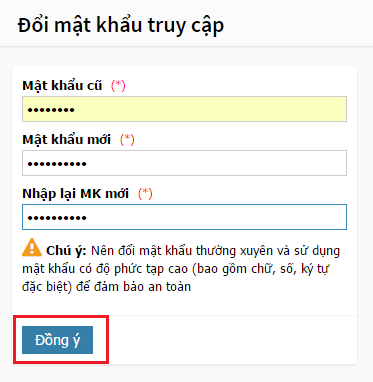 Đổi mật khẩu truy cập
Mật khẩu cũ (*)
••••••••
Mật khẩu mới (*)
••••••••••
Nhập lại MK mới (*)
••••••••••
Chú ý: Nên đổi mật khẩu thường xuyên và sử dụng
mật khẩu có độ phức tạp cao (bao gồm chữ, số, ký tự
đặc biệt) để đảm bảo an toàn
Đồng ý